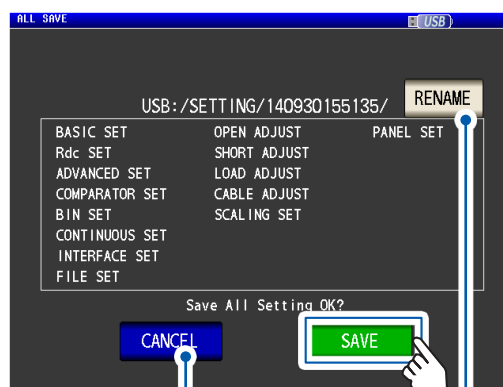 ALL SAVE USB
USB:/SETTING/140930155135/ RENAME
BASIC SET OPEN ADJUST PANEL SET
Rdc SET SHORT ADJUST
ADVANCED SET LOAD ADJUST
COMPARATOR SET CABLE ADJUST
BIN SET SCALING SET
CONTINUOUS SET
INTERFACE SET
FILE SET
Save All Setting OK?
CANCEL SAVE